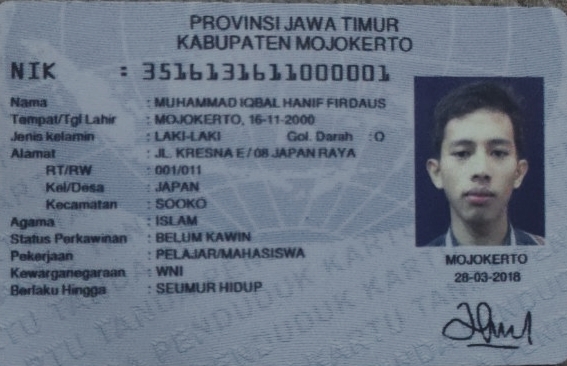 PROVINSI JAWA TIMUR
KABUPATEN MOJOKERTO
NIK : 3516131611000001
Nama : MUHAMMAD IQBAL HANIF FIRDAUS
Tempat/Tgl Lahir : MOJOKERTO, 16-11-2000
Jenis kelamin : LAKI-LAKI Gol. Darah : O
Alamat : JL. KRESNA E / 08 JAPAN RAYA
RT/RW : 001/011
Kel/Desa : JAPAN
Kecamatan : SOOKO
Agama : ISLAM
Status Perkawinan : BELUM KAWIN
Pekerjaan : PELAJAR/MAHASISWA
Kewarganegaraan : WNI
Berlaku Hingga : SEUMUR HIDUP
MOJOKERTO
28-03-2018